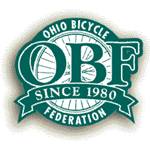 OHIO BICYCLE
OBF
SINCE 1980
FEDERATION